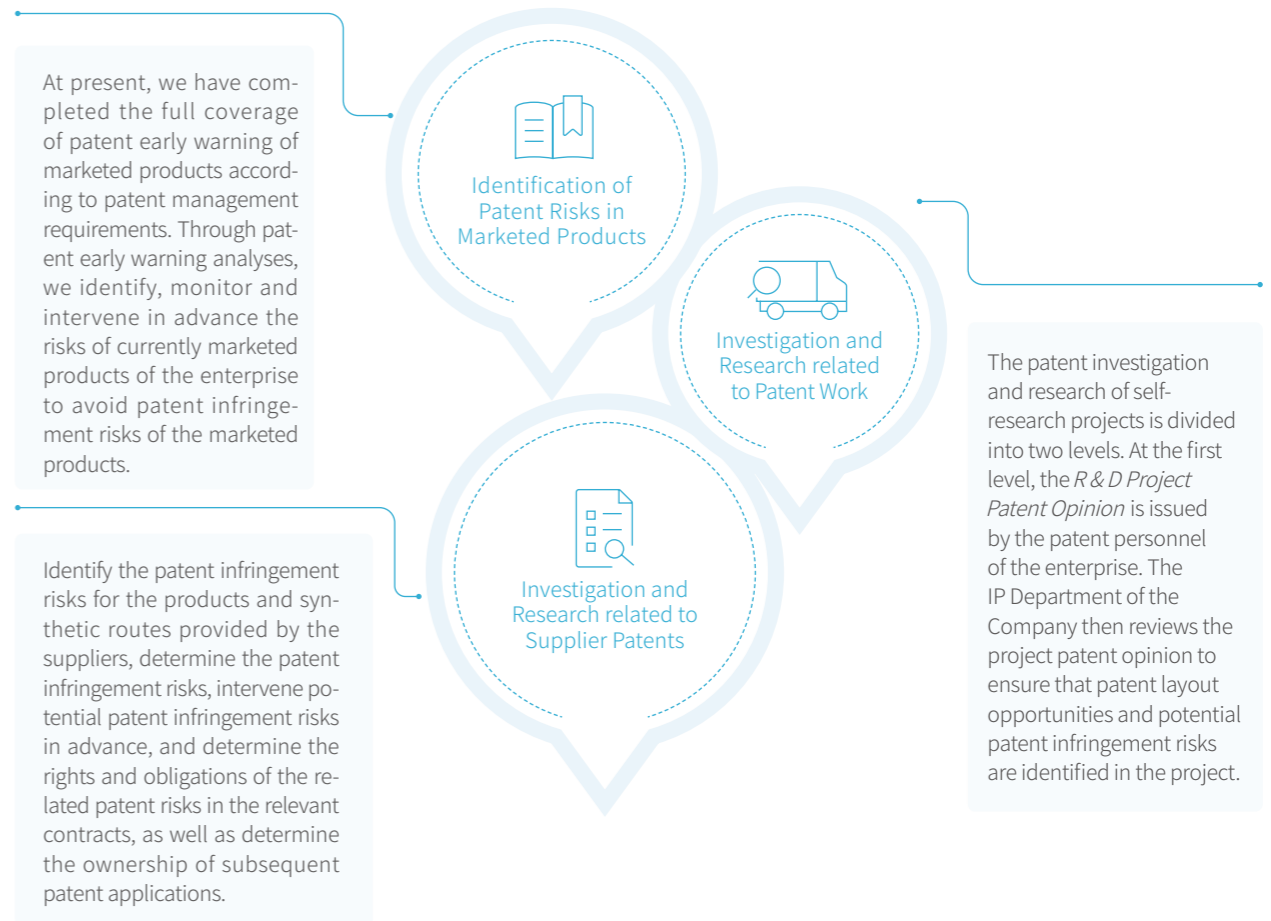 At present, we have com-
pleted the full coverage
of patent early warning of
marketed products accord-
ing to patent management
requirements. Through pat-
ent early warning analyses,
we identify, monitor and
intervene in advance the
risks of currently marketed
products of the enterprise
to avoid patent infringe-
ment risks of the marketed
products.
Identification of
Patent Risks in
Marketed Products
Investigation and
Research related
to Patent Work
The patent investigation
and research of self-
research projects is divided
into two levels. At the first
level, the R & D Project
Patent Opinion is issued
by the patent personnel
of the enterprise. The
IP Department of the
Company then reviews the
project patent opinion to
ensure that patent layout
opportunities and potential
patent infringement risks
are identified in the project.
Identify the patent infringement
risks for the products and syn-
thetic routes provided by the
suppliers, determine the patent
infringement risks, intervene po-
tential patent infringement risks
in advance, and determine the
rights and obligations of the re-
lated patent risks in the relevant
contracts, as well as determine
the ownership of subsequent
patent applications.
Investigation and
Research related to
Supplier Patents